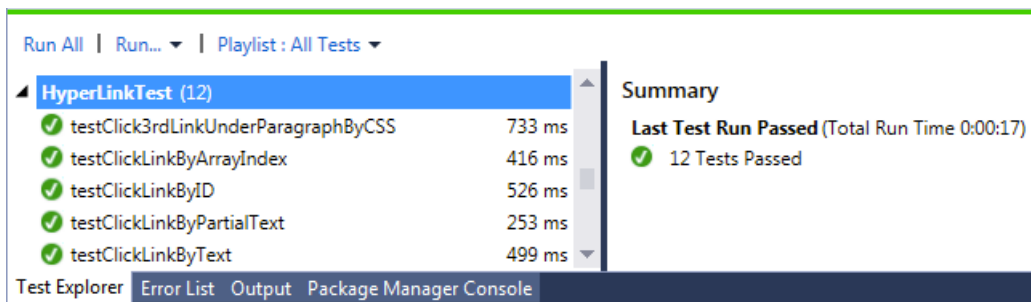 Run All | Run... | Playlist : All Tests
HyperLinkTest (12)
testClick3rdLinkUnderParagraphByCSS 733 ms
testClickLinkByArrayIndex 416 ms
testClickLinkByID 526 ms
testClickLinkByPartialText 253 ms
testClickLinkByText 499 ms
Summary
Last Test Run Passed (Total Run Time 0:00:17)
12 Tests Passed
Test Explorer Error List Output Package Manager Console